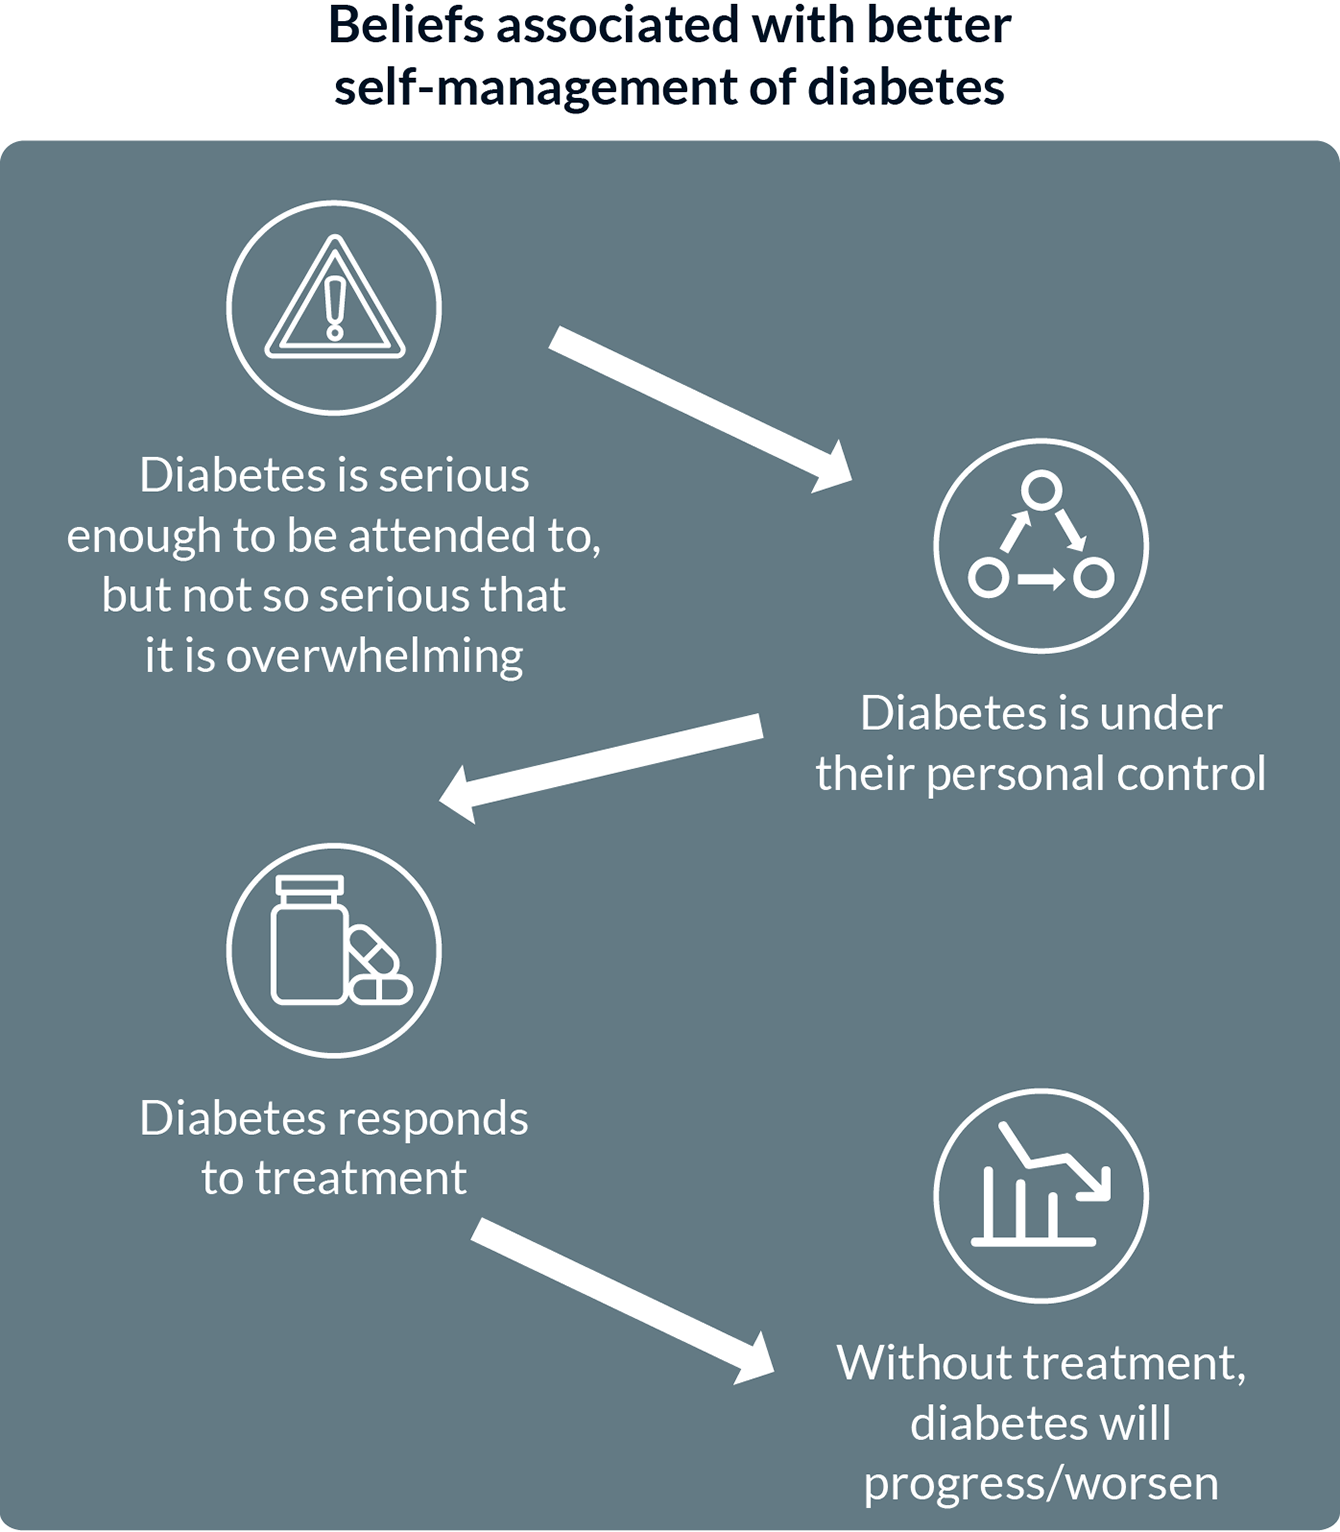 Beliefs associated with better
self-management of diabetes
Diabetes is serious
enough to be attended to,
but not so serious that
it is overwhelming
Diabetes is under
their personal control
Diabetes responds
to treatment
Without treatment,
diabetes will
progress/worsen